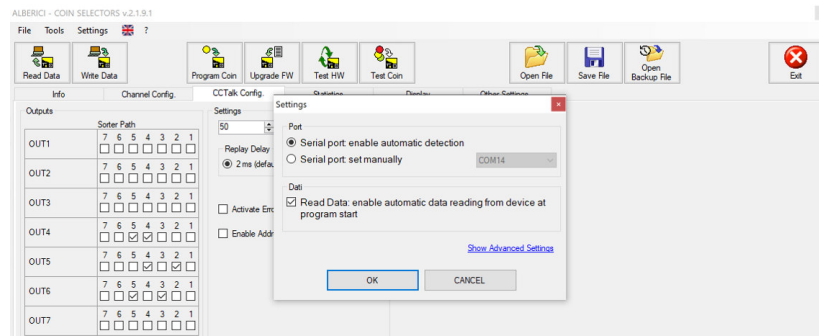 ALBERICI - COIN SELECTORS v.2.1.9.1
File Tools Settings ?
Read Data Write Data Program Coin Upgrade FW Test HW Test Coin Open File Save File Open Backup File Exit
Info Channel Config. CCTalk Config. Statistics Display Other Settings
Outputs
Sorter Path
OUT1 7 6 5 4 3 2 1
OUT2 7 6 5 4 3 2 1
OUT3 7 6 5 4 3 2 1
OUT4 7 6 5 4 3 2 1
OUT5 7 6 5 4 3 2 1
OUT6 7 6 5 4 3 2 1
OUT7 7 6 5 4 3 2 1
Settings
50
Replay Delay
2 ms (defau
Activate Erro
Enable Addr
Settings
Port
Serial port: enable automatic detection
Serial port: set manually COM14
Dati
Read Data: enable automatic data reading from device at
program start
Show Advanced Settings
OK CANCEL